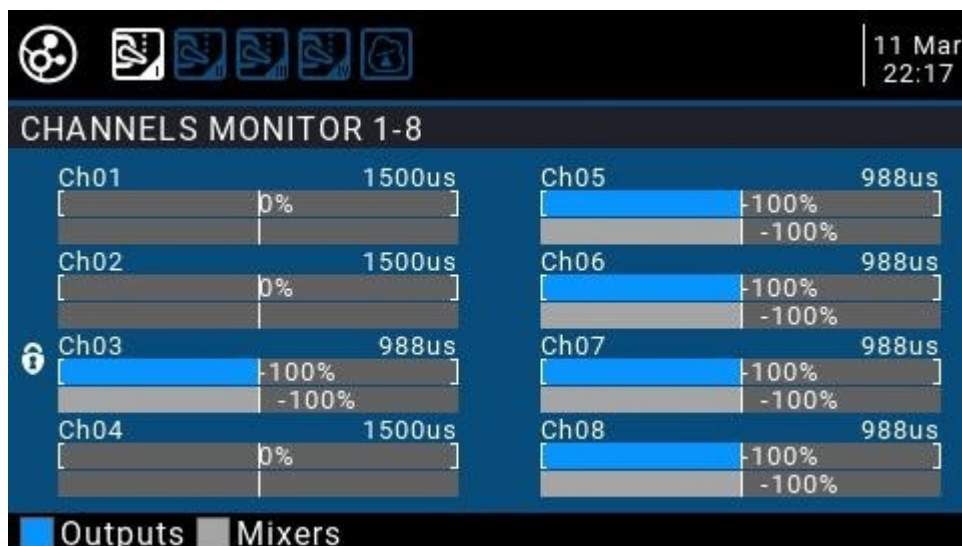 11 Mar
22:17
CHANNELS MONITOR 1-8
Ch01 1500us
0%
Ch02 1500us
0%
Ch03 988us
-100%
-100%
Ch04 1500us
0%
Ch05 988us
-100%
-100%
Ch06 988us
-100%
-100%
Ch07 988us
-100%
-100%
Ch08 988us
-100%
-100%
Outputs Mixers